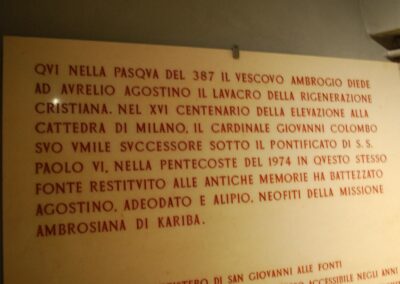 QVI NELLA PASQVA DEL 387 IL VESCOVO AMBROGIO DIEDE
AD AVRELIO AGOSTINO IL LAVACRO DELLA RIGENERAZIONE
CRISTIANA. NEL XVI CENTENARIO DELLA ELEVAZIONE ALLA
CATTEDRA DI MILANO, IL CARDINALE GIOVANNI COLOMBO
SVO VMILE SVCCESSORE SOTTO IL PONTIFICATO DI S. S.
PAOLO VI, NELLA PENTECOSTE DEL 1974 IN QVESTO STESSO
FONTE RESTITVITO ALLE ANTICHE MEMORIE HA BATTEZZATO
AGOSTINO, ADEODATO E ALIPIO, NEOFITI DELLA MISSIONE
AMBROSIANA DI KARIBA.
DI SAN GIOVANNI ALLE FONTI
ACCESSIBILE NEGLI ANNI